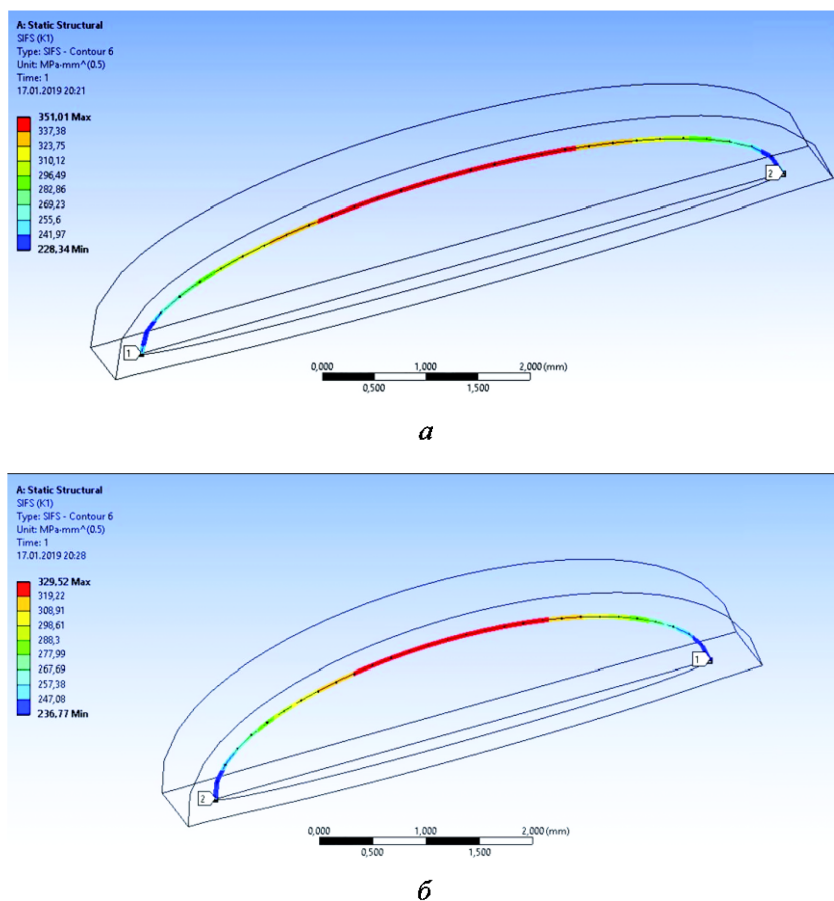 A: Static Structural
SIFS (K1)
Type: SIFS - Contour 6
Unit: MPa·mm^(0.5)
Time: 1
17.01.2019 20:21
351,01 Max
337,38
323,75
310,12
296,49
282,86
269,23
255,6
241,97
228,34 Min
2
1
0,000 1,000 2,000 (mm)
0,500 1,500
а
A: Static Structural
SIFS (K1)
Type: SIFS - Contour 6
Unit: MPa·mm^(0.5)
Time: 1
17.01.2019 20:28
329,52 Max
319,22
308,91
298,61
288,3
277,99
267,69
257,38
247,08
236,77 Min
1
2
0,000 1,000 2,000 (mm)
0,500 1,500
б